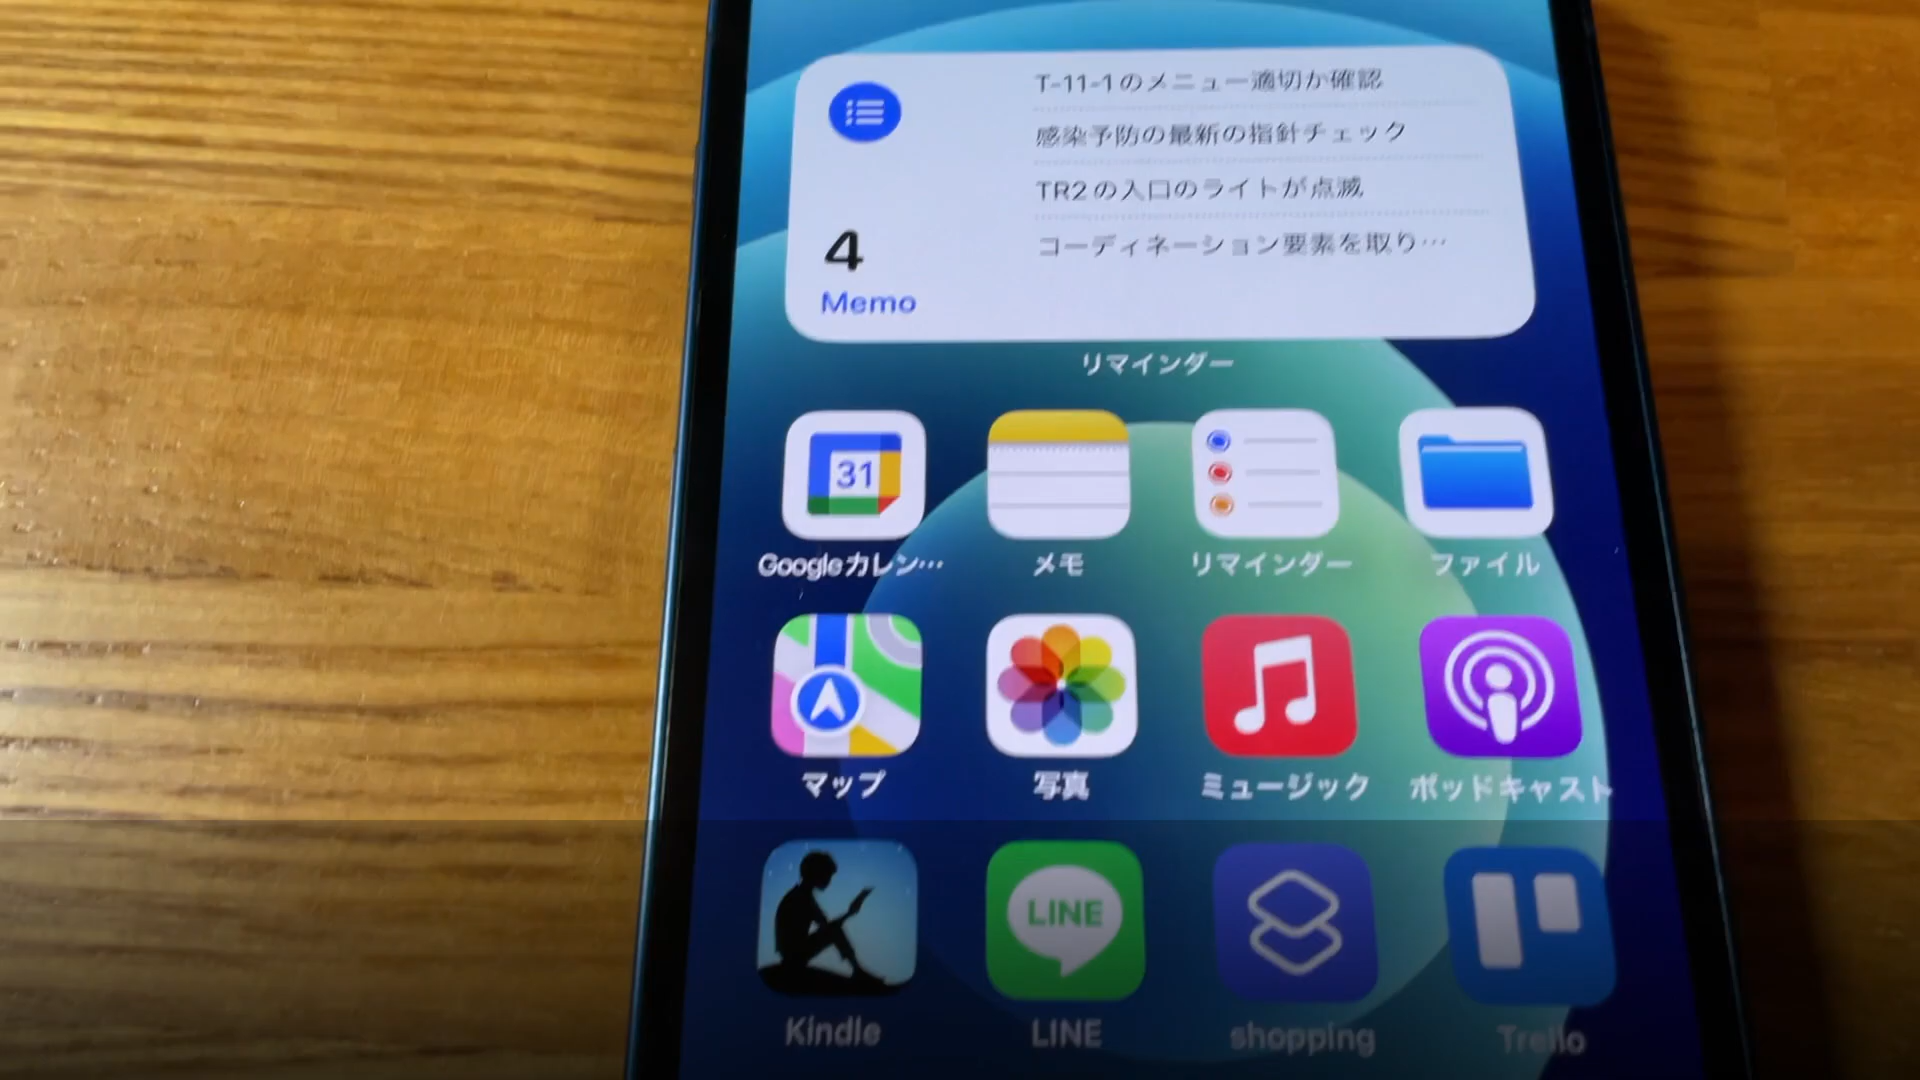 T-11-1のメニュー適切か確認
感染予防の最新の指針チェック
TR2の入口のライトが点滅
コーディネーション要素を取り…
4
Memo
リマインダー
31
Googleカレン… メモ リマインダー ファイル
マップ 写真 ミュージック ポッドキャスト
LINE
Kindle LINE shopping Trello